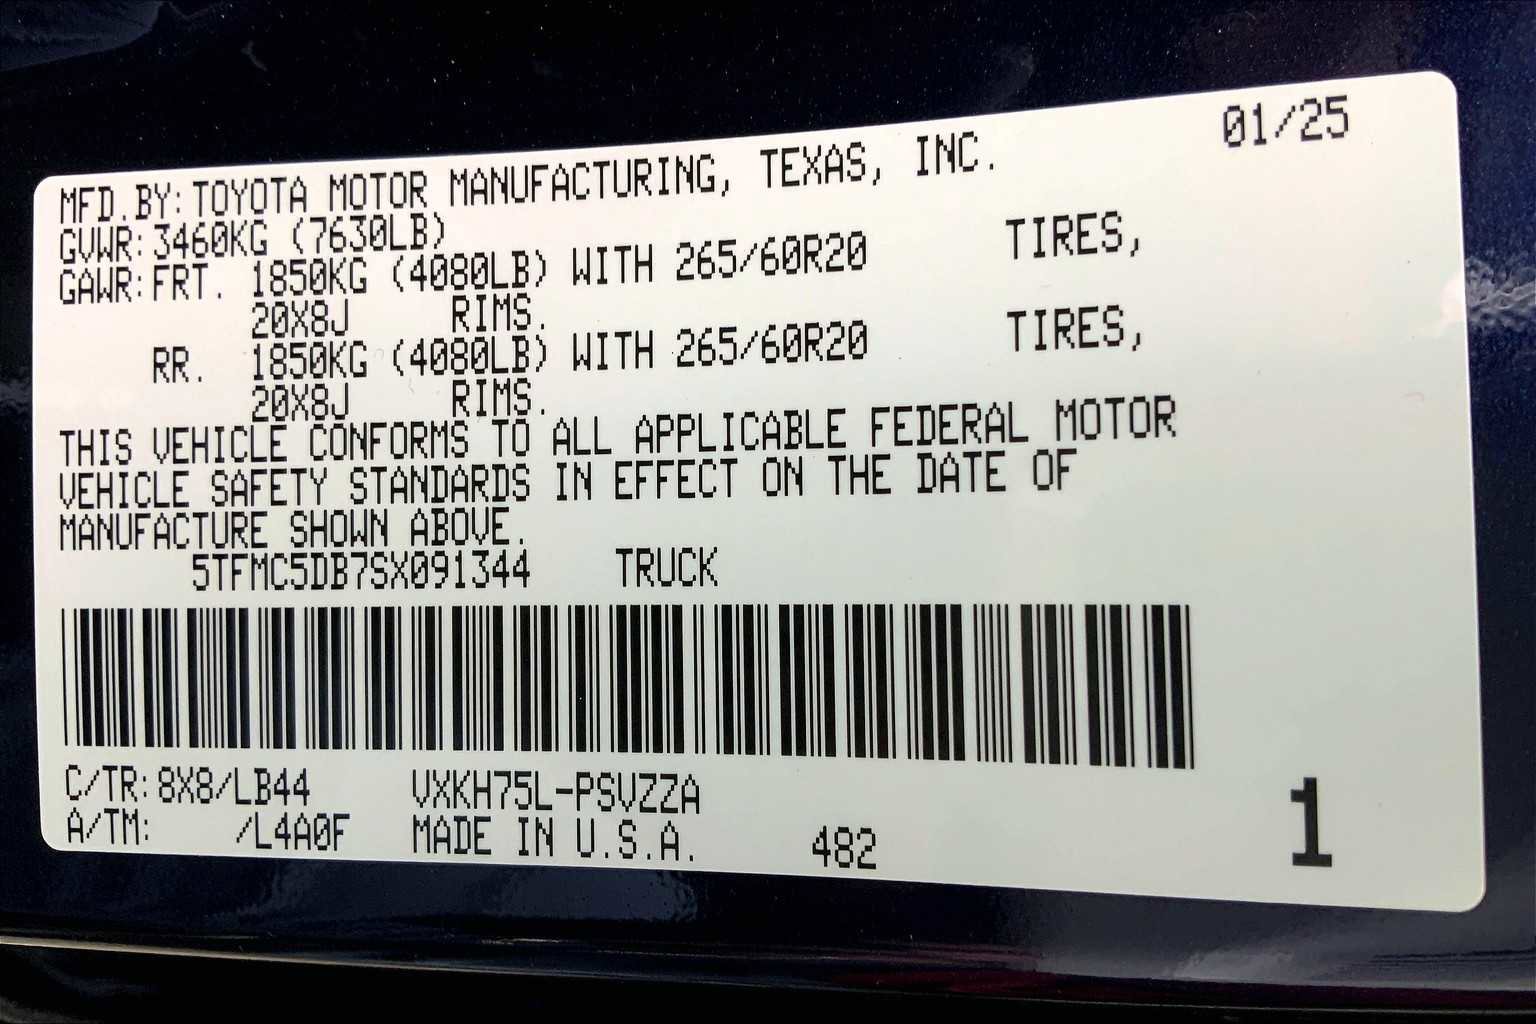 01/25
MFD.BY: TOYOTA MOTOR MANUFACTURING, TEXAS, INC.
GVWR: 3460KG (7630LB)
GAWR: FRT. 1850KG (4080LB) WITH 265/60R20 TIRES,
20X8J RIMS.
RR. 1850KG (4080LB) WITH 265/60R20 TIRES,
20X8J RIMS.
THIS VEHICLE CONFORMS TO ALL APPLICABLE FEDERAL MOTOR
VEHICLE SAFETY STANDARDS IN EFFECT ON THE DATE OF
MANUFACTURE SHOWN ABOVE.
5TFMC5DB7SX091344 TRUCK
C/TR: 8X8/LB44 VXKH75L-PSVZZA
A/TM: /L4A0F MADE IN U.S.A. 482 1